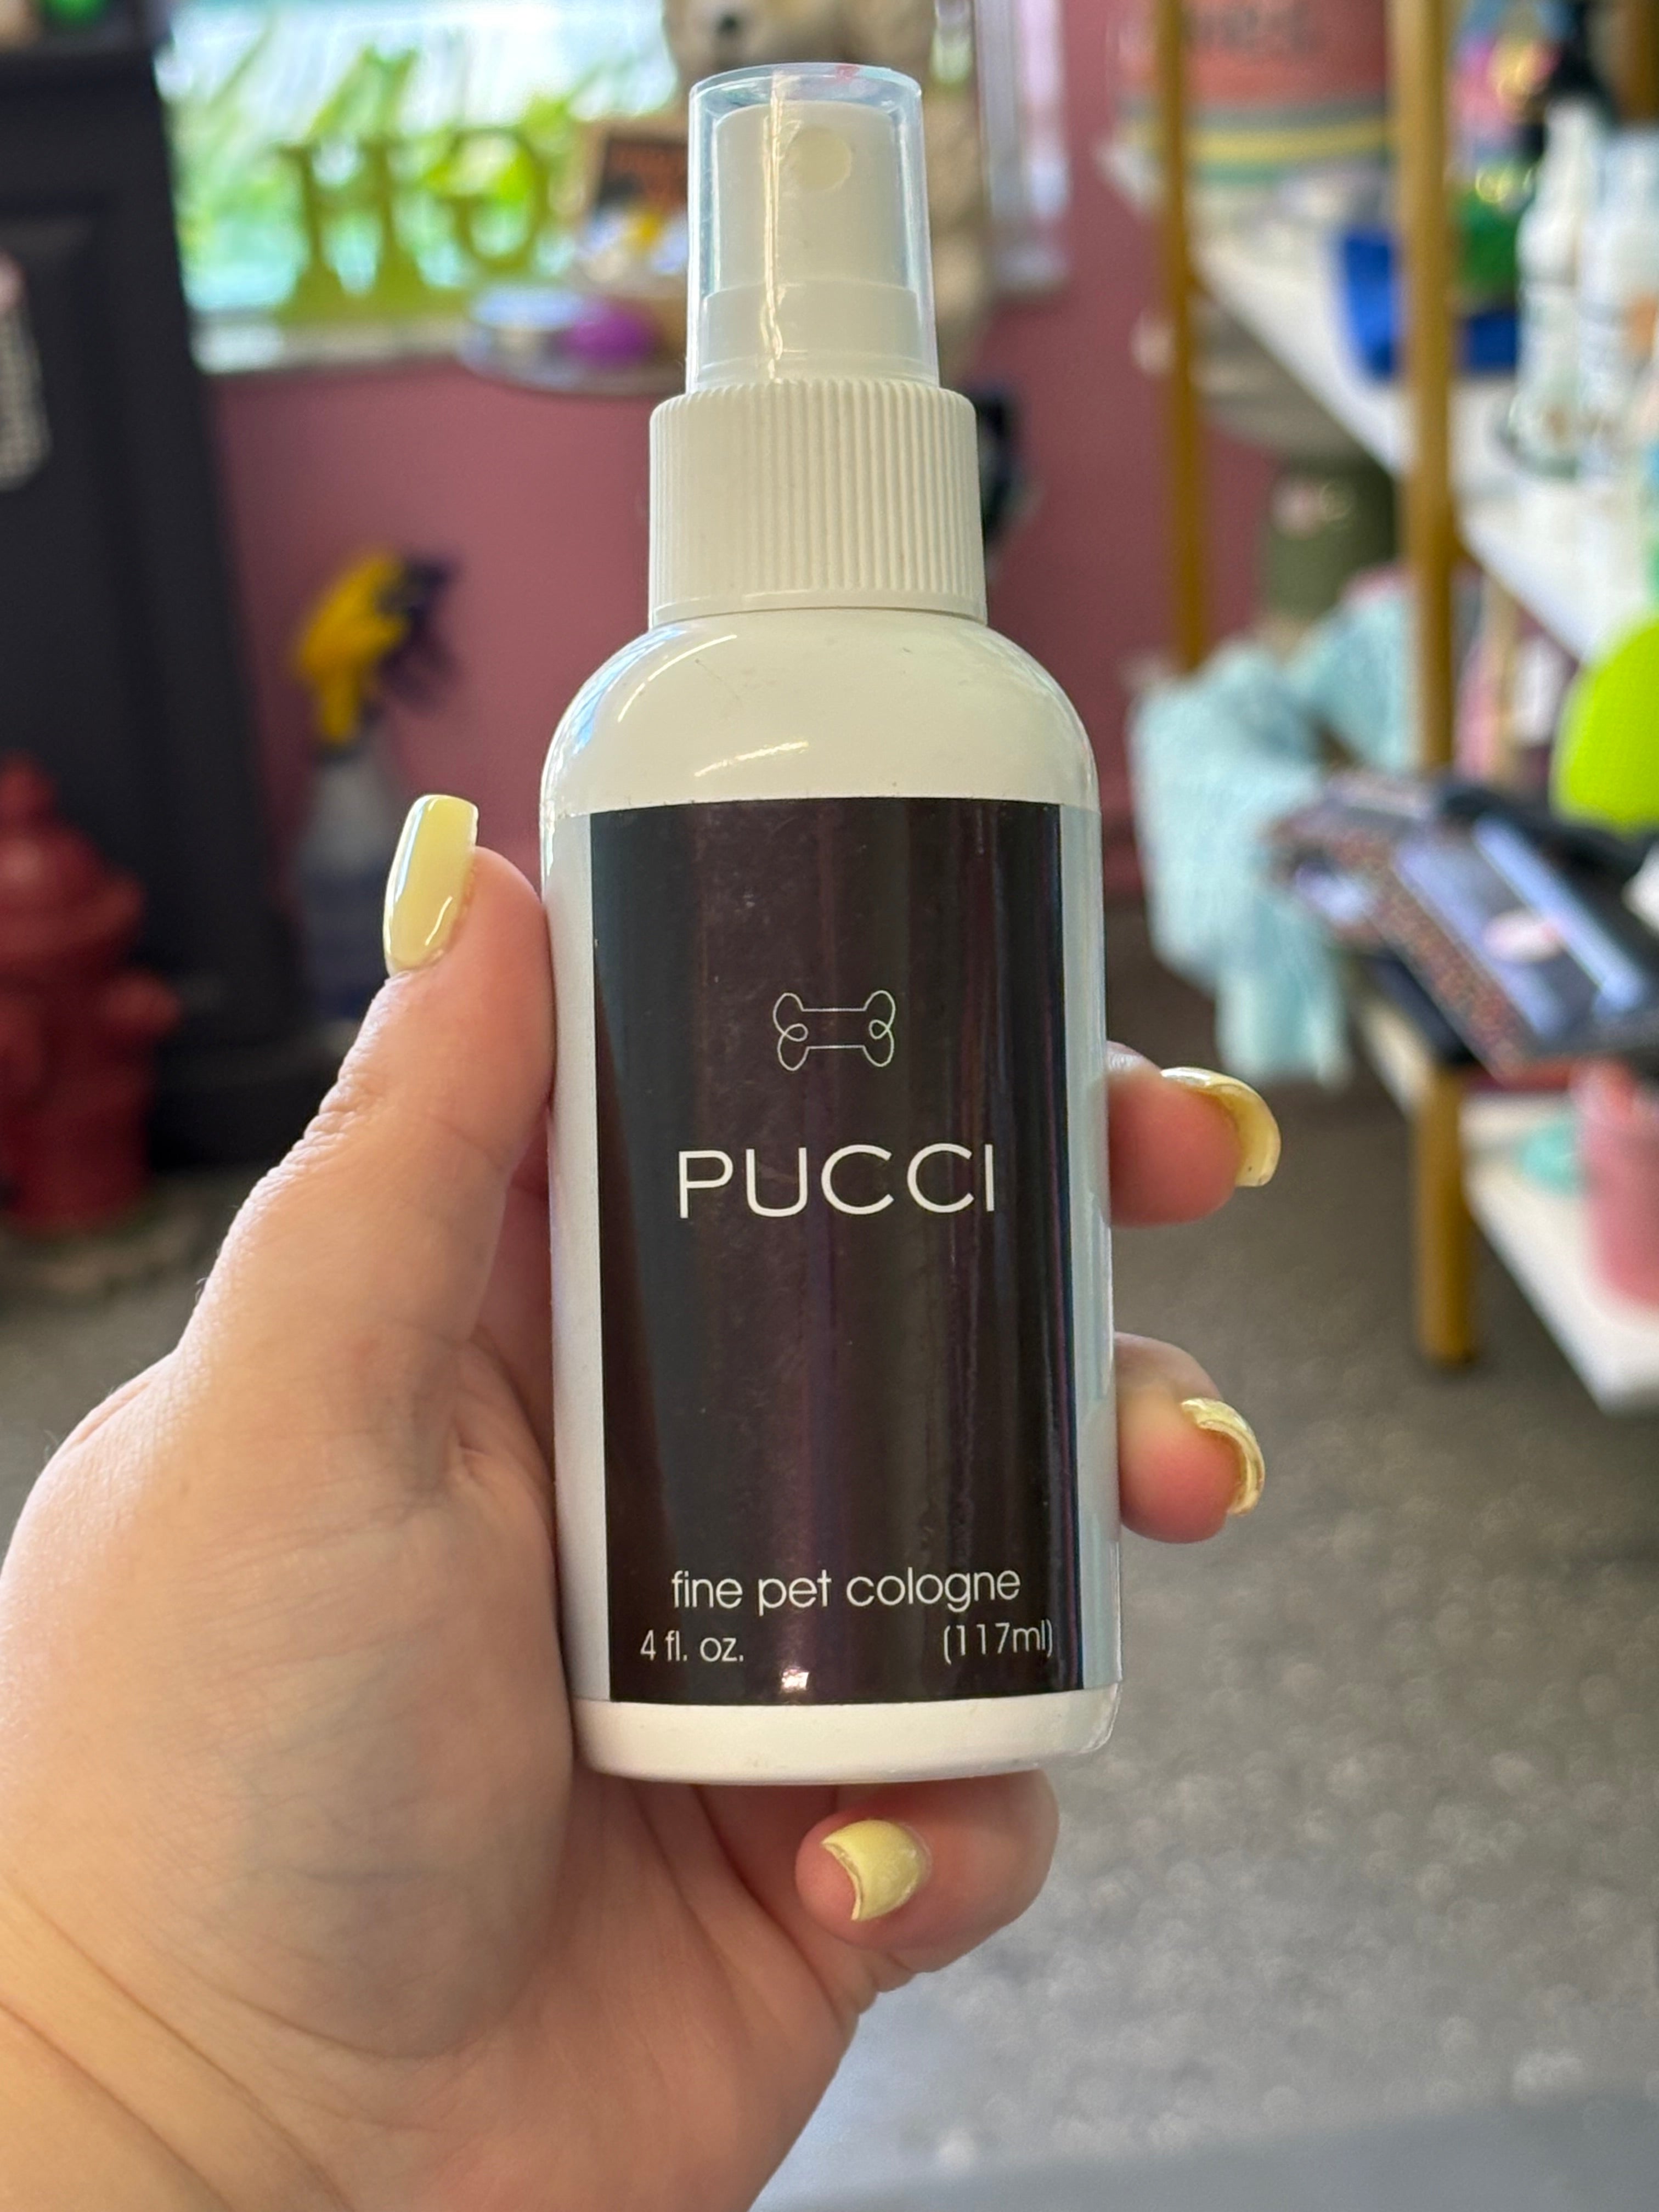 PUCCI
fine pet cologne
4 fl. oz. (117ml)